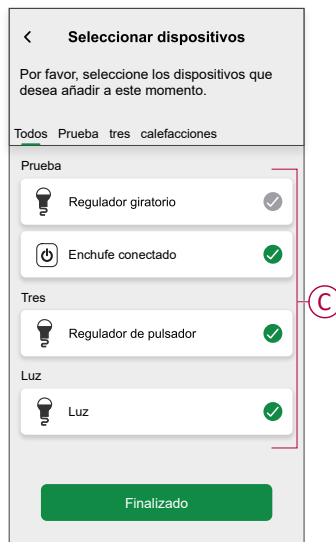 Seleccionar dispositivos
Por favor, seleccione los dispositivos que
desea añadir a este momento.
Todos Prueba tres calefacciones
Prueba
Regulador giratorio
Enchufe conectado
C
Tres
Regulador de pulsador
Luz
Luz
Finalizado